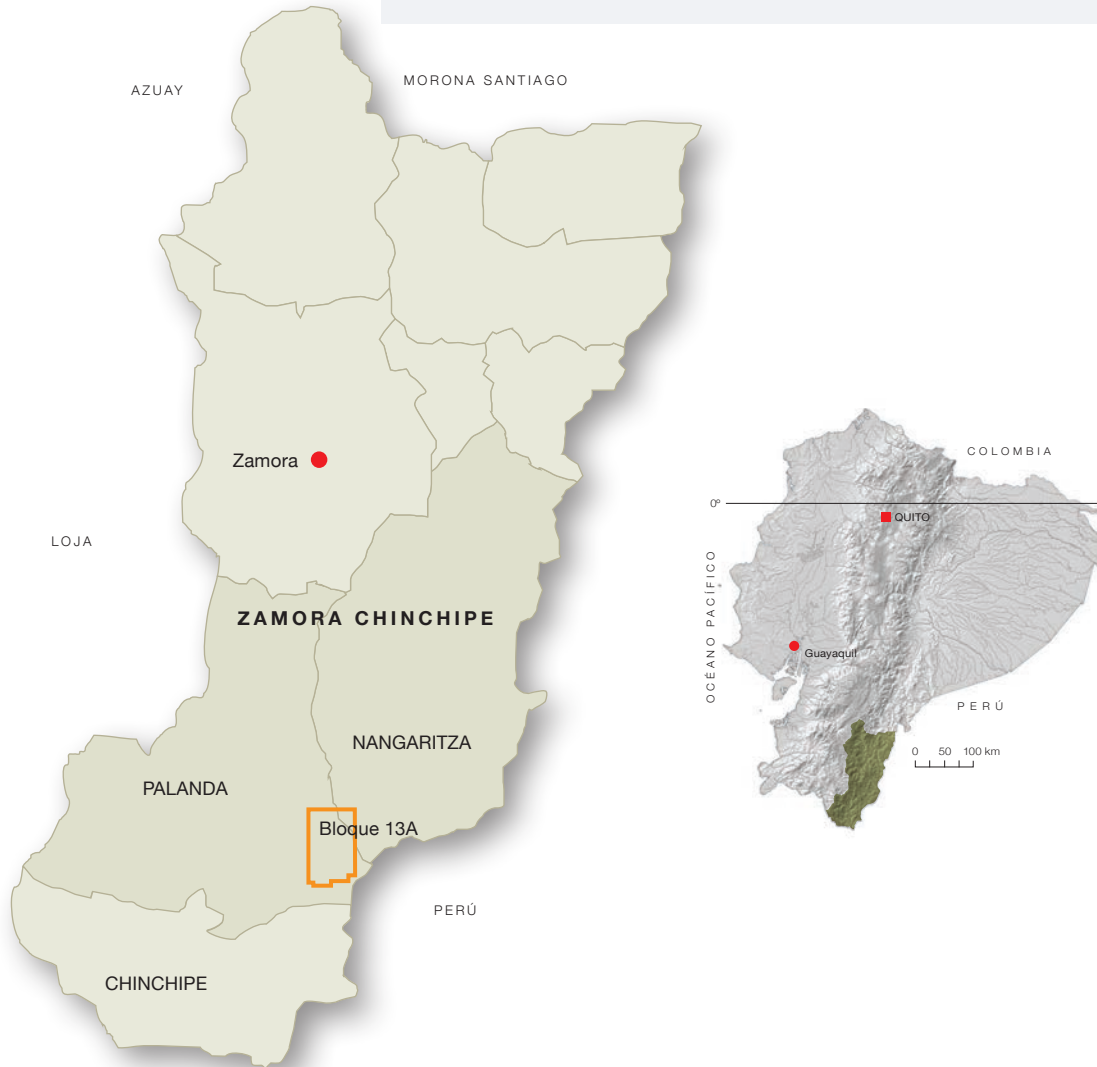 AZUAY
MORONA SANTIAGO
Zamora
LOJA
ZAMORA CHINCHIPE
NANGARITZA
PALANDA
Bloque 13A
PERÚ
CHINCHIPE
COLOMBIA
0º
QUITO
OCÉANO PACÍFICO
Guayaquil
PERÚ
0 50 100 km